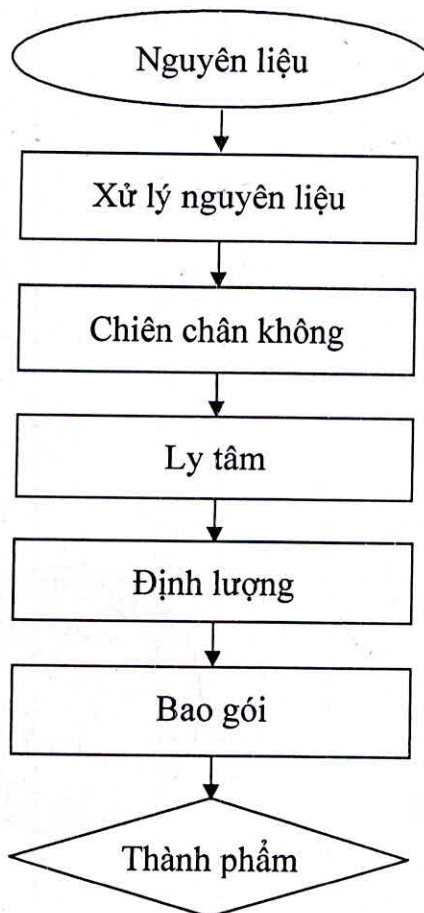 Nguyên liệu
Xử lý nguyên liệu
Chiên chân không
Ly tâm
Định lượng
Bao gói
Thành phẩm